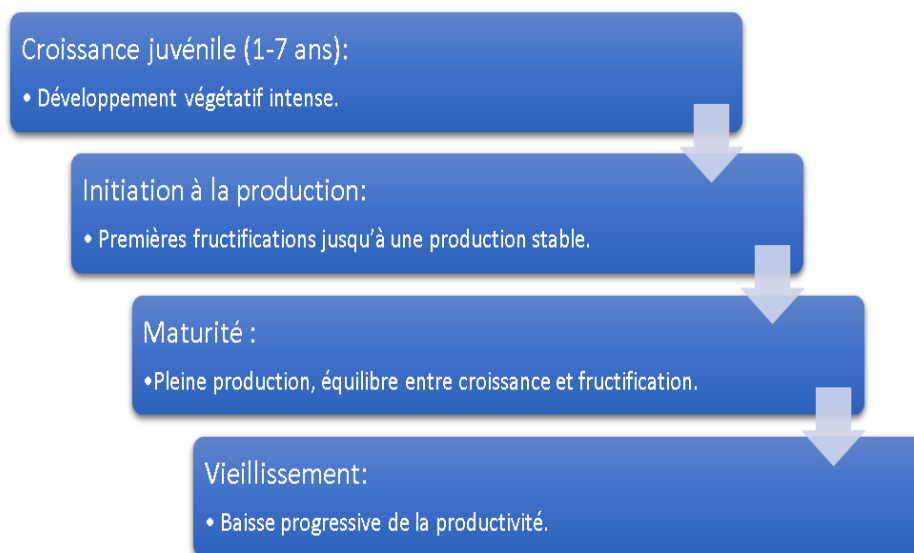 Croissance juvénile (1-7 ans):
• Développement végétatif intense.
Initiation à la production:
• Premières fructifications jusqu’à une production stable.
Maturité :
•Pleine production, équilibre entre croissance et fructification.
Vieillissement:
• Baisse progressive de la productivité.